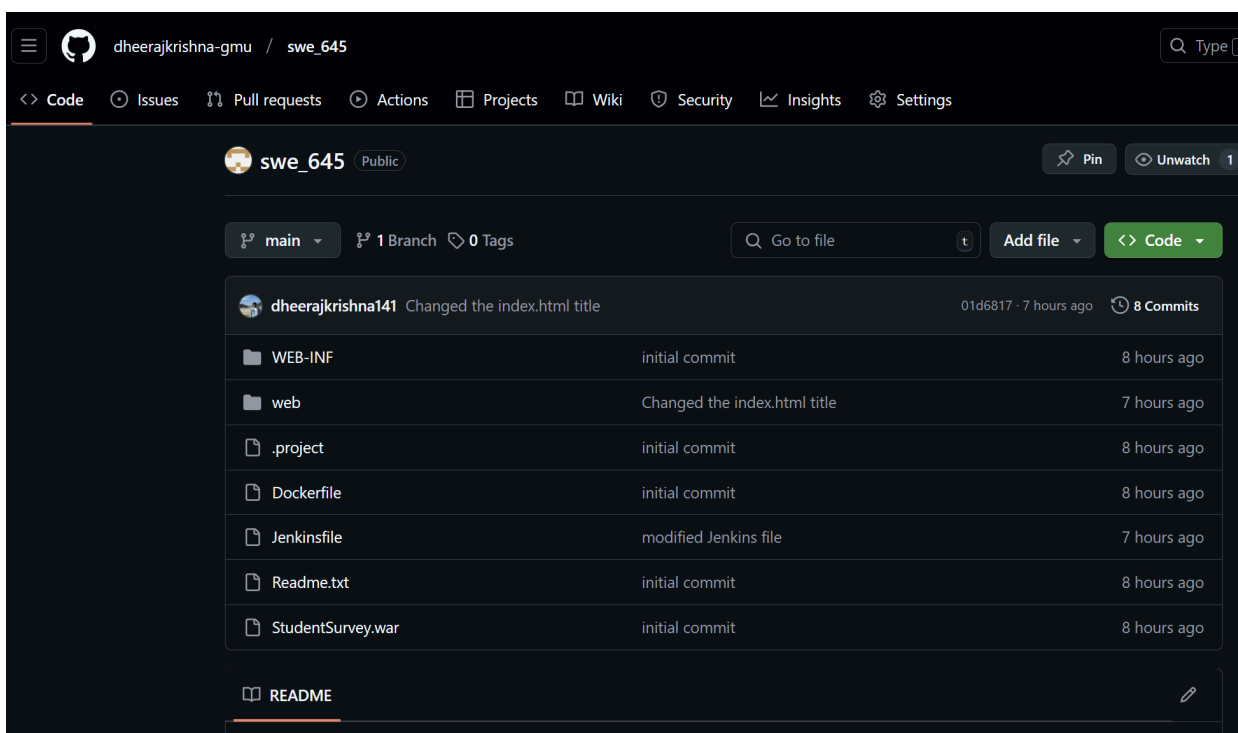 dheerajkrishna-gmu / swe_645
Type
Code Issues Pull requests Actions Projects Wiki Security Insights Settings
swe_645 Public Pin Unwatch 1
main 1 Branch 0 Tags Go to file t Add file Code
dheerajkrishna141 Changed the index.html title 01d6817 · 7 hours ago 8 Commits
WEB-INF initial commit 8 hours ago
web Changed the index.html title 7 hours ago
.project initial commit 8 hours ago
Dockerfile initial commit 8 hours ago
Jenkinsfile modified Jenkins file 7 hours ago
Readme.txt initial commit 8 hours ago
StudentSurvey.war initial commit 8 hours ago
README